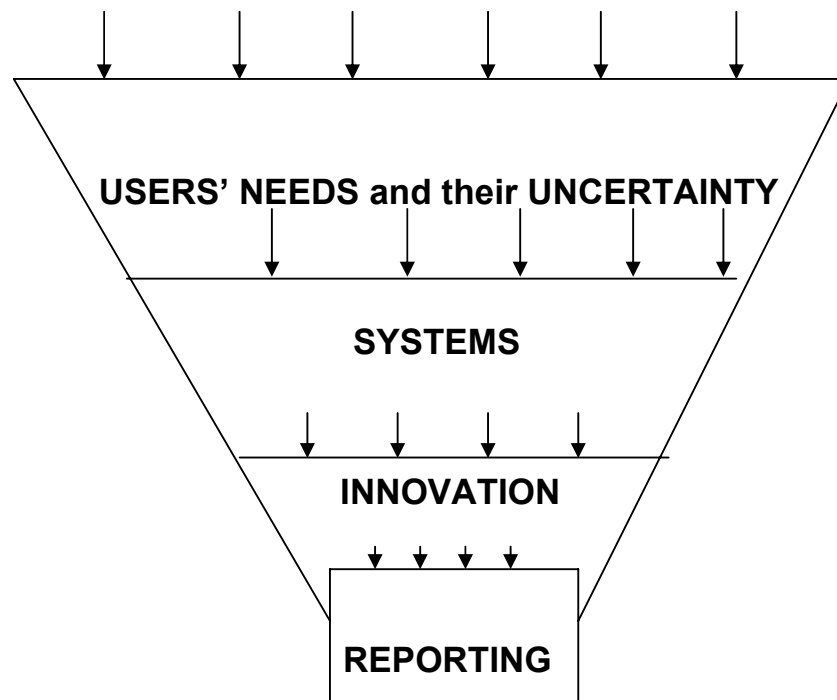 USERS’ NEEDS and their UNCERTAINTY
SYSTEMS
INNOVATION
REPORTING